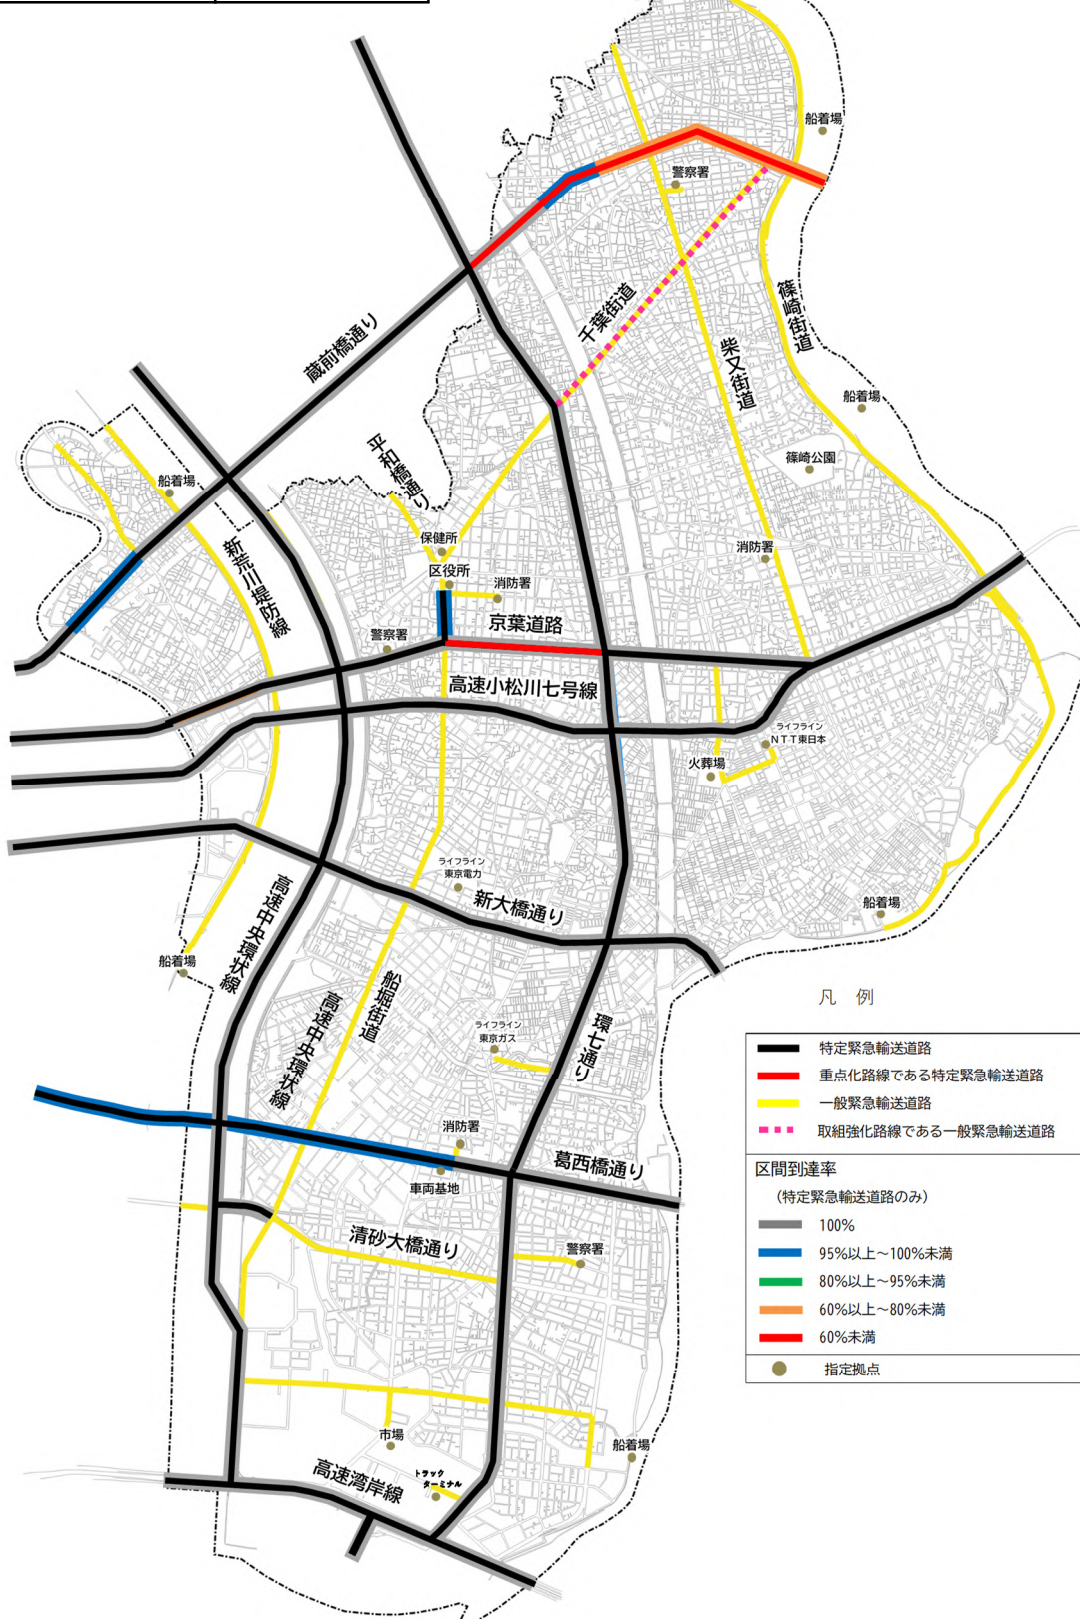 船着場
警察署
千葉街道
篠崎街道
蔵前橋通り
柴又街道
船着場
平和橋通り
篠崎公園
船着場
新荒川堤防線
保健所
消防署
区役所
消防署
京葉道路
警察署
高速小松川七号線
ライフライン
NTT東日本
火葬場
ライフライン
東京電力
高速中央環状線
新大橋通り
船着場
船着場
船堀街道
高速中央環状線
ライフライン
東京ガス
環七通り
消防署
葛西橋通り
車両基地
清砂大橋通り
警察署
市場
船着場
高速湾岸線
トラック
ターミナル
凡 例
特定緊急輸送道路
重点化路線である特定緊急輸送道路
一般緊急輸送道路
取組強化路線である一般緊急輸送道路
区間到達率
(特定緊急輸送道路のみ)
100%
95%以上～100%未満
80%以上～95%未満
60%以上～80%未満
60%未満
指定拠点